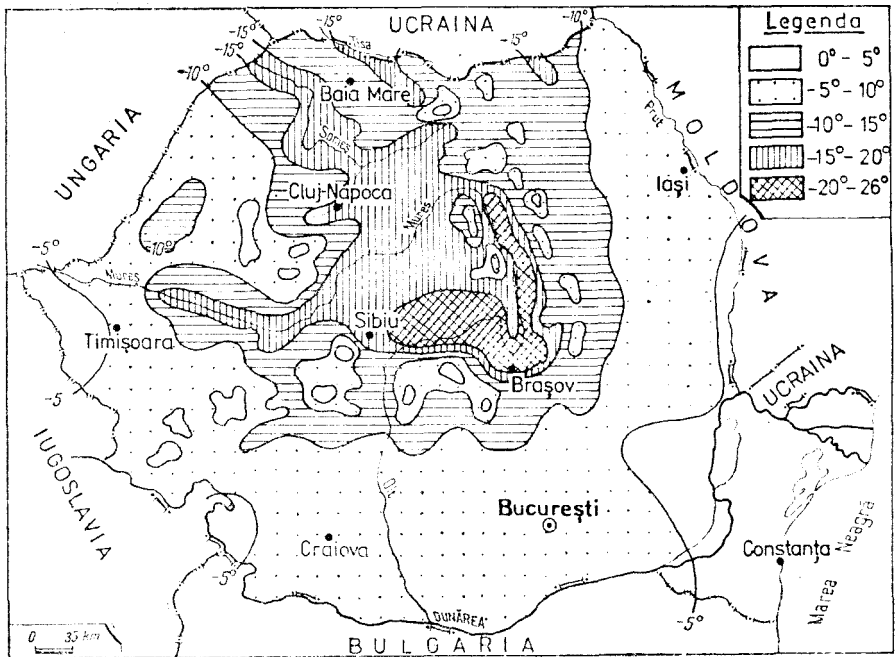 UCRAINA
-15°
-15°
-10°
-15°
-10°
Tisa
Baia Mare
Someș
Cluj-Napoca
Mureș
UNGARIA
-10°
-5°
Mureș
Timișoara
-5
Sibiu
Brașov
Iași
Prut
MOLDOVA
UCRAINA
IUGOSLAVIA
-5°
Craiova
Olt
București
Constanța
Marea Neagră
-5°
DUNĂREA
BULGARIA
0 35 km
Legenda
0° - 5°
-5° - 10°
-10° - 15°
-15° - 20°
-20° - 26°